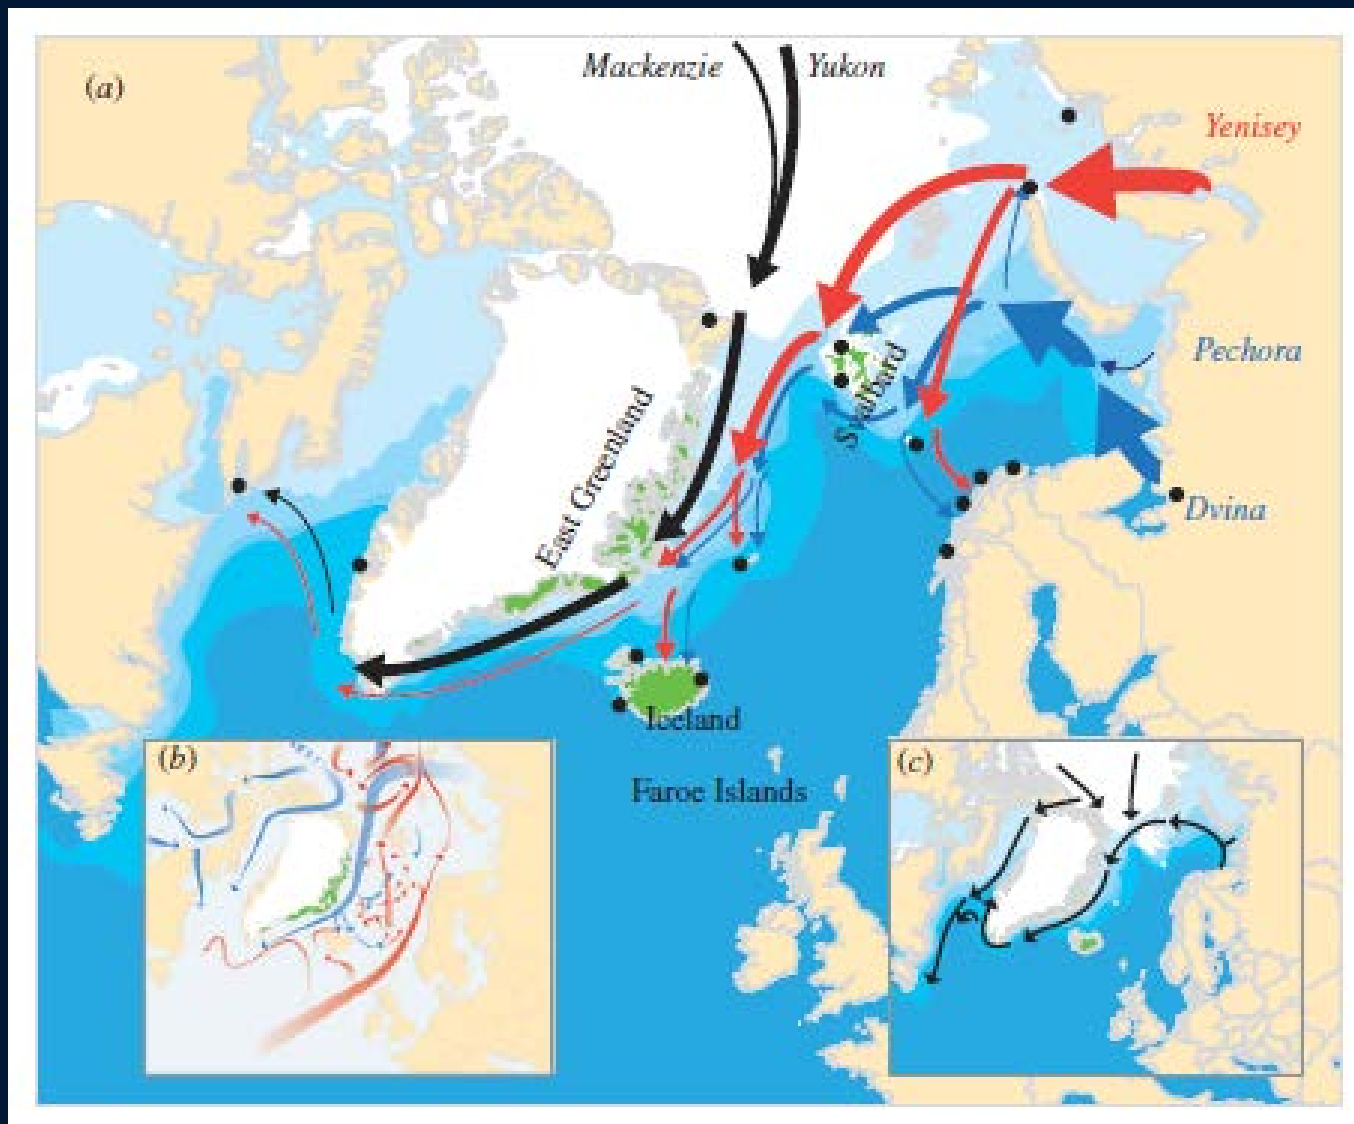 (a)
Mackenzie
Yukon
Yenisey
Pechora
Svalbard
East Greenland
Dvina
Iceland
Faroe Islands
(b)
(c)